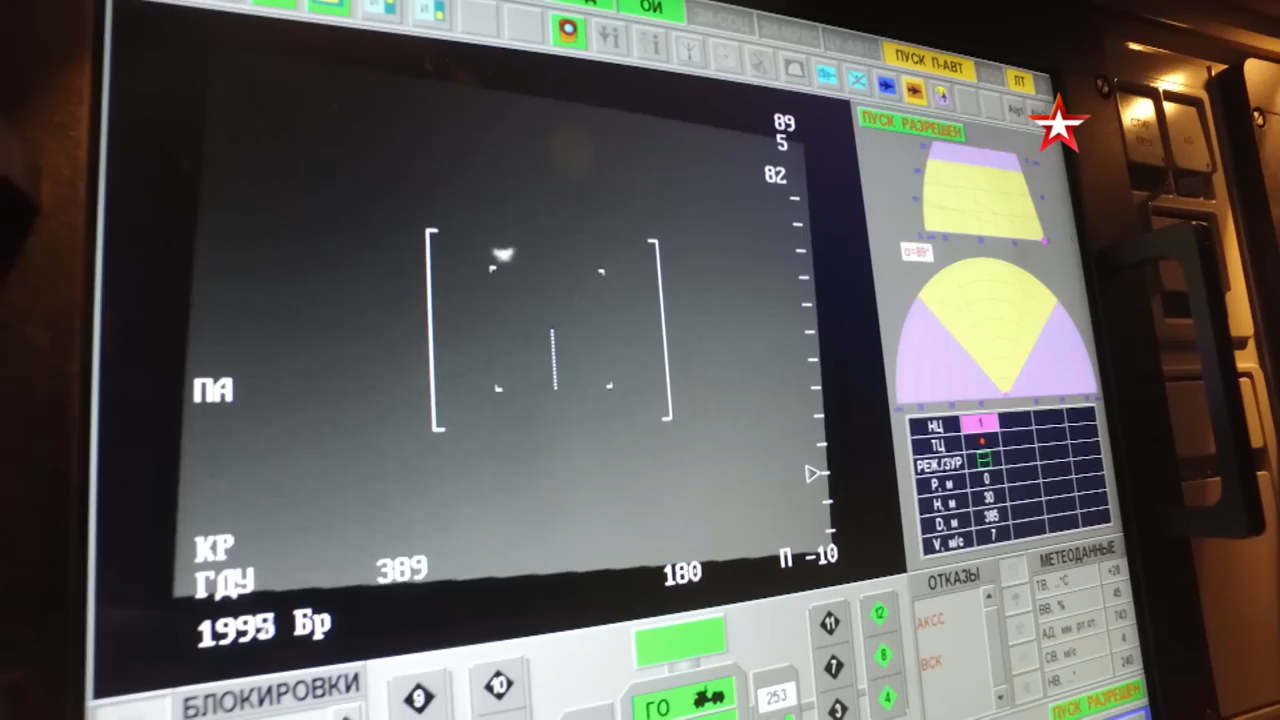 ОИ
ПУСК П-АВТ
ПТ
ПУСК РАЗРЕШЕН
89
5
82
α=89°
ПА
НЦ 1
ТЦ
РЕЖ/ЗУР
P, м 0
Н, м 30
D, м 385
V, м/с 7
КР
ГДУ
389
180
П -10
1995 Бр
МЕТЕОДАННЫЕ
ТВ, ..°С +28
ВВ, % 45
АД, мм рт.ст. 743
СВ, м/с 4
НВ, ..° 240
ОТКАЗЫ
АКСС
ВСК
БЛОКИРОВКИ
9
10
ГО
253
11
7
3
12
8
4
ПУСК РАЗРЕШЕН